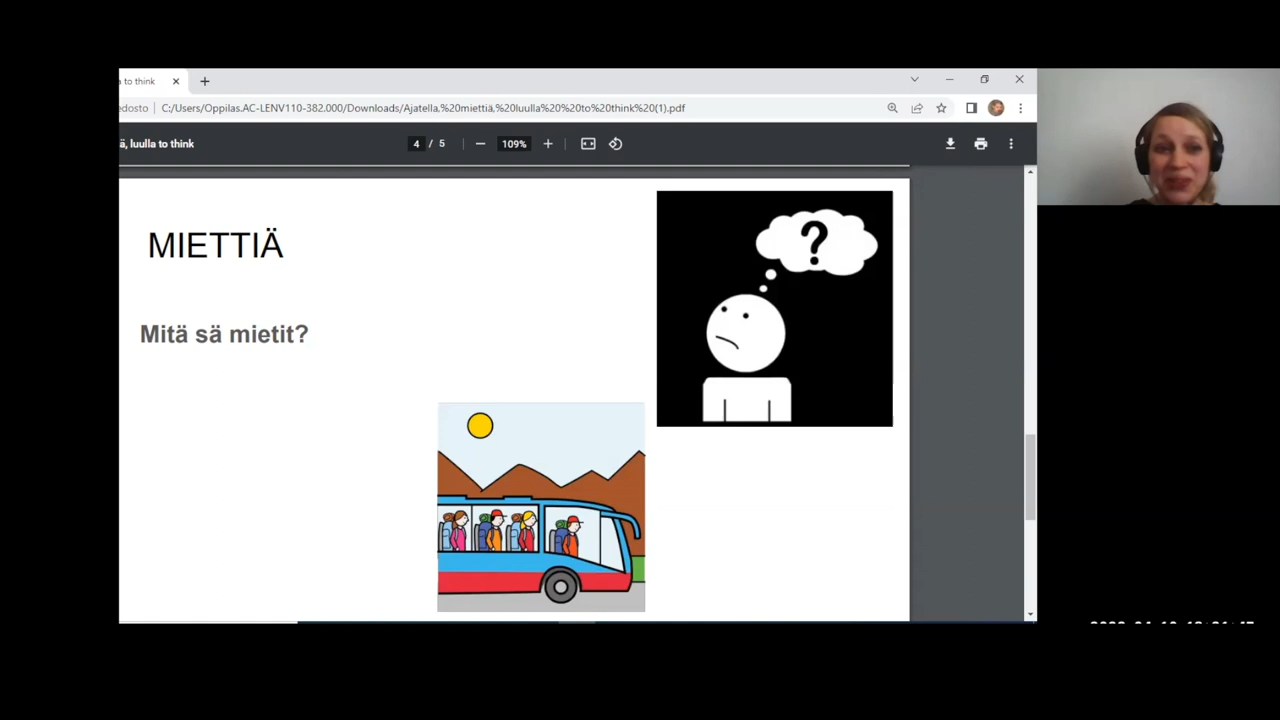 a to think
edosto
C:/Users/Oppilas.AC-LENV110-382.000/Downloads/Ajatella,%20miettiä,%20luulla%20%20to%20think%20(1).pdf
ä, luulla to think
4 / 5
109%
MIETTIÄ
?
Mitä sä mietit?